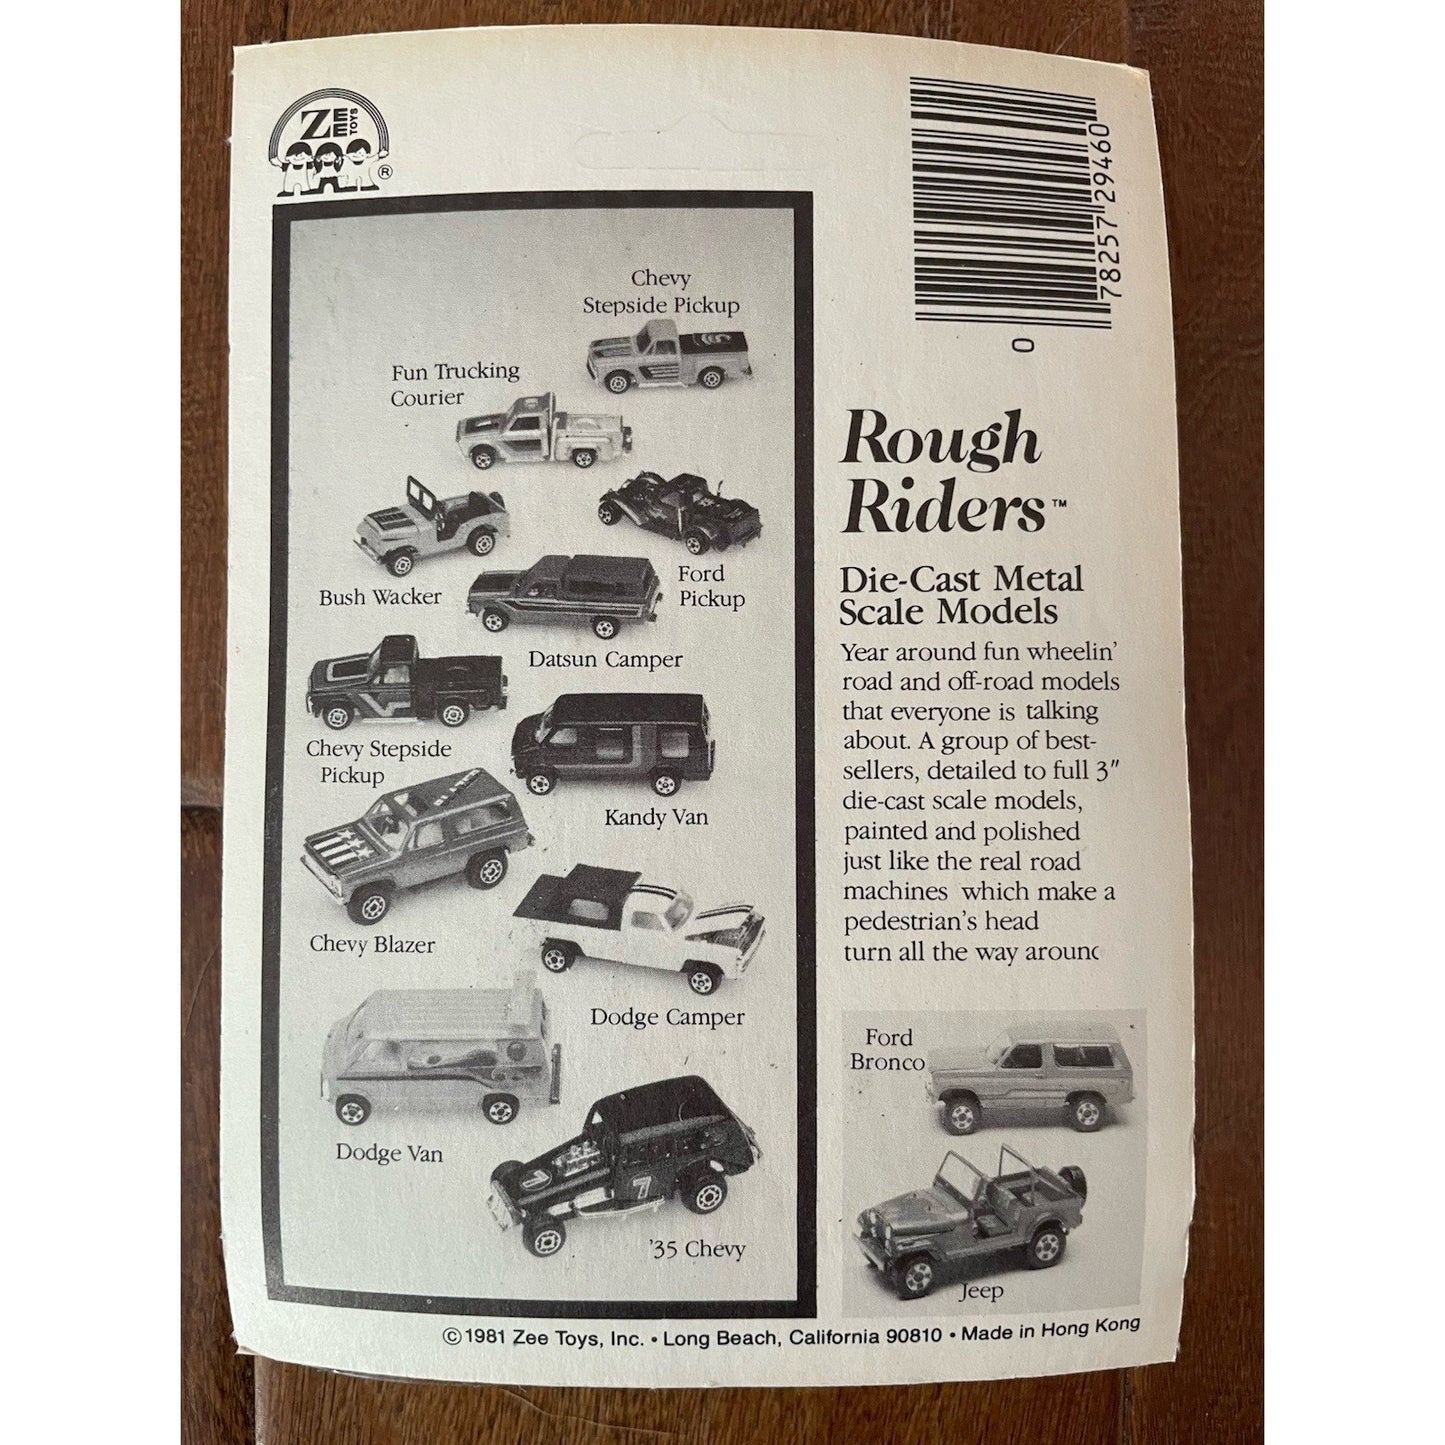 ZEE
TOYS
®
0
78257 29460
Chevy
Stepside Pickup
Fun Trucking
Courier
Bush Wacker
Ford
Pickup
Datsun Camper
Chevy Stepside
Pickup
Kandy Van
Chevy Blazer
Dodge Camper
Dodge Van
7
7
'35 Chevy
Rough
Riders™
Die-Cast Metal
Scale Models
Year around fun wheelin'
road and off-road models
that everyone is talking
about. A group of best-
sellers, detailed to full 3"
die-cast scale models,
painted and polished
just like the real road
machines which make a
pedestrian's head
turn all the way around
Ford
Bronco
Jeep
©1981 Zee Toys, Inc. • Long Beach, California 90810 • Made in Hong Kong